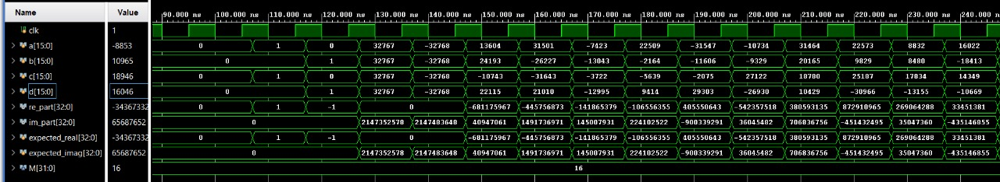 Name Value
90.000 ns 100.000 ns 110.000 ns 120.000 ns 130.000 ns 140.000 ns 150.000 ns 160.000 ns 170.000 ns 180.000 ns 190.000 ns 200.000 ns 210.000 ns 220.000 ns 230.000 ns 240.000
clk 1
a[15:0] -8853 0 1 0 32767 -32768 13604 31501 -7423 22509 -31547 -10734 31464 22573 8832 16022
b[15:0] 10965 0 1 32767 -32768 24193 -26227 -13043 -2164 -11606 -9329 20165 9829 8480 -18413
c[15:0] 18946 0 1 0 32767 -32768 -10743 -31643 -3722 -5639 -2075 27122 18780 25187 17834 14349
d[15:0] 16046 0 1 32767 -32768 22115 21010 -12995 9414 29303 -26930 10429 -30966 -13155 -10669
re_part[32:0] -34367332 0 1 -1 0 -681175967 -445756873 -141865379 -106556355 405550643 -542357518 380593135 872910965 269064288 33451381
im_part[32:0] 65687652 0 2147352578 2147483648 40947061 1491736971 145007931 224102522 -900339291 36045482 706836756 -451432495 35047360 -435146855
expected_real[32:0] -34367332 0 1 -1 0 -681175967 -445756873 -141865379 -106556355 405550643 -542357518 380593135 872910965 269064288 33451381
expected_imag[32:0] 65687652 0 2147352578 2147483648 40947061 1491736971 145007931 224102522 -900339291 36045482 706836756 -451432495 35047360 -435146855
M[31:0] 16 16